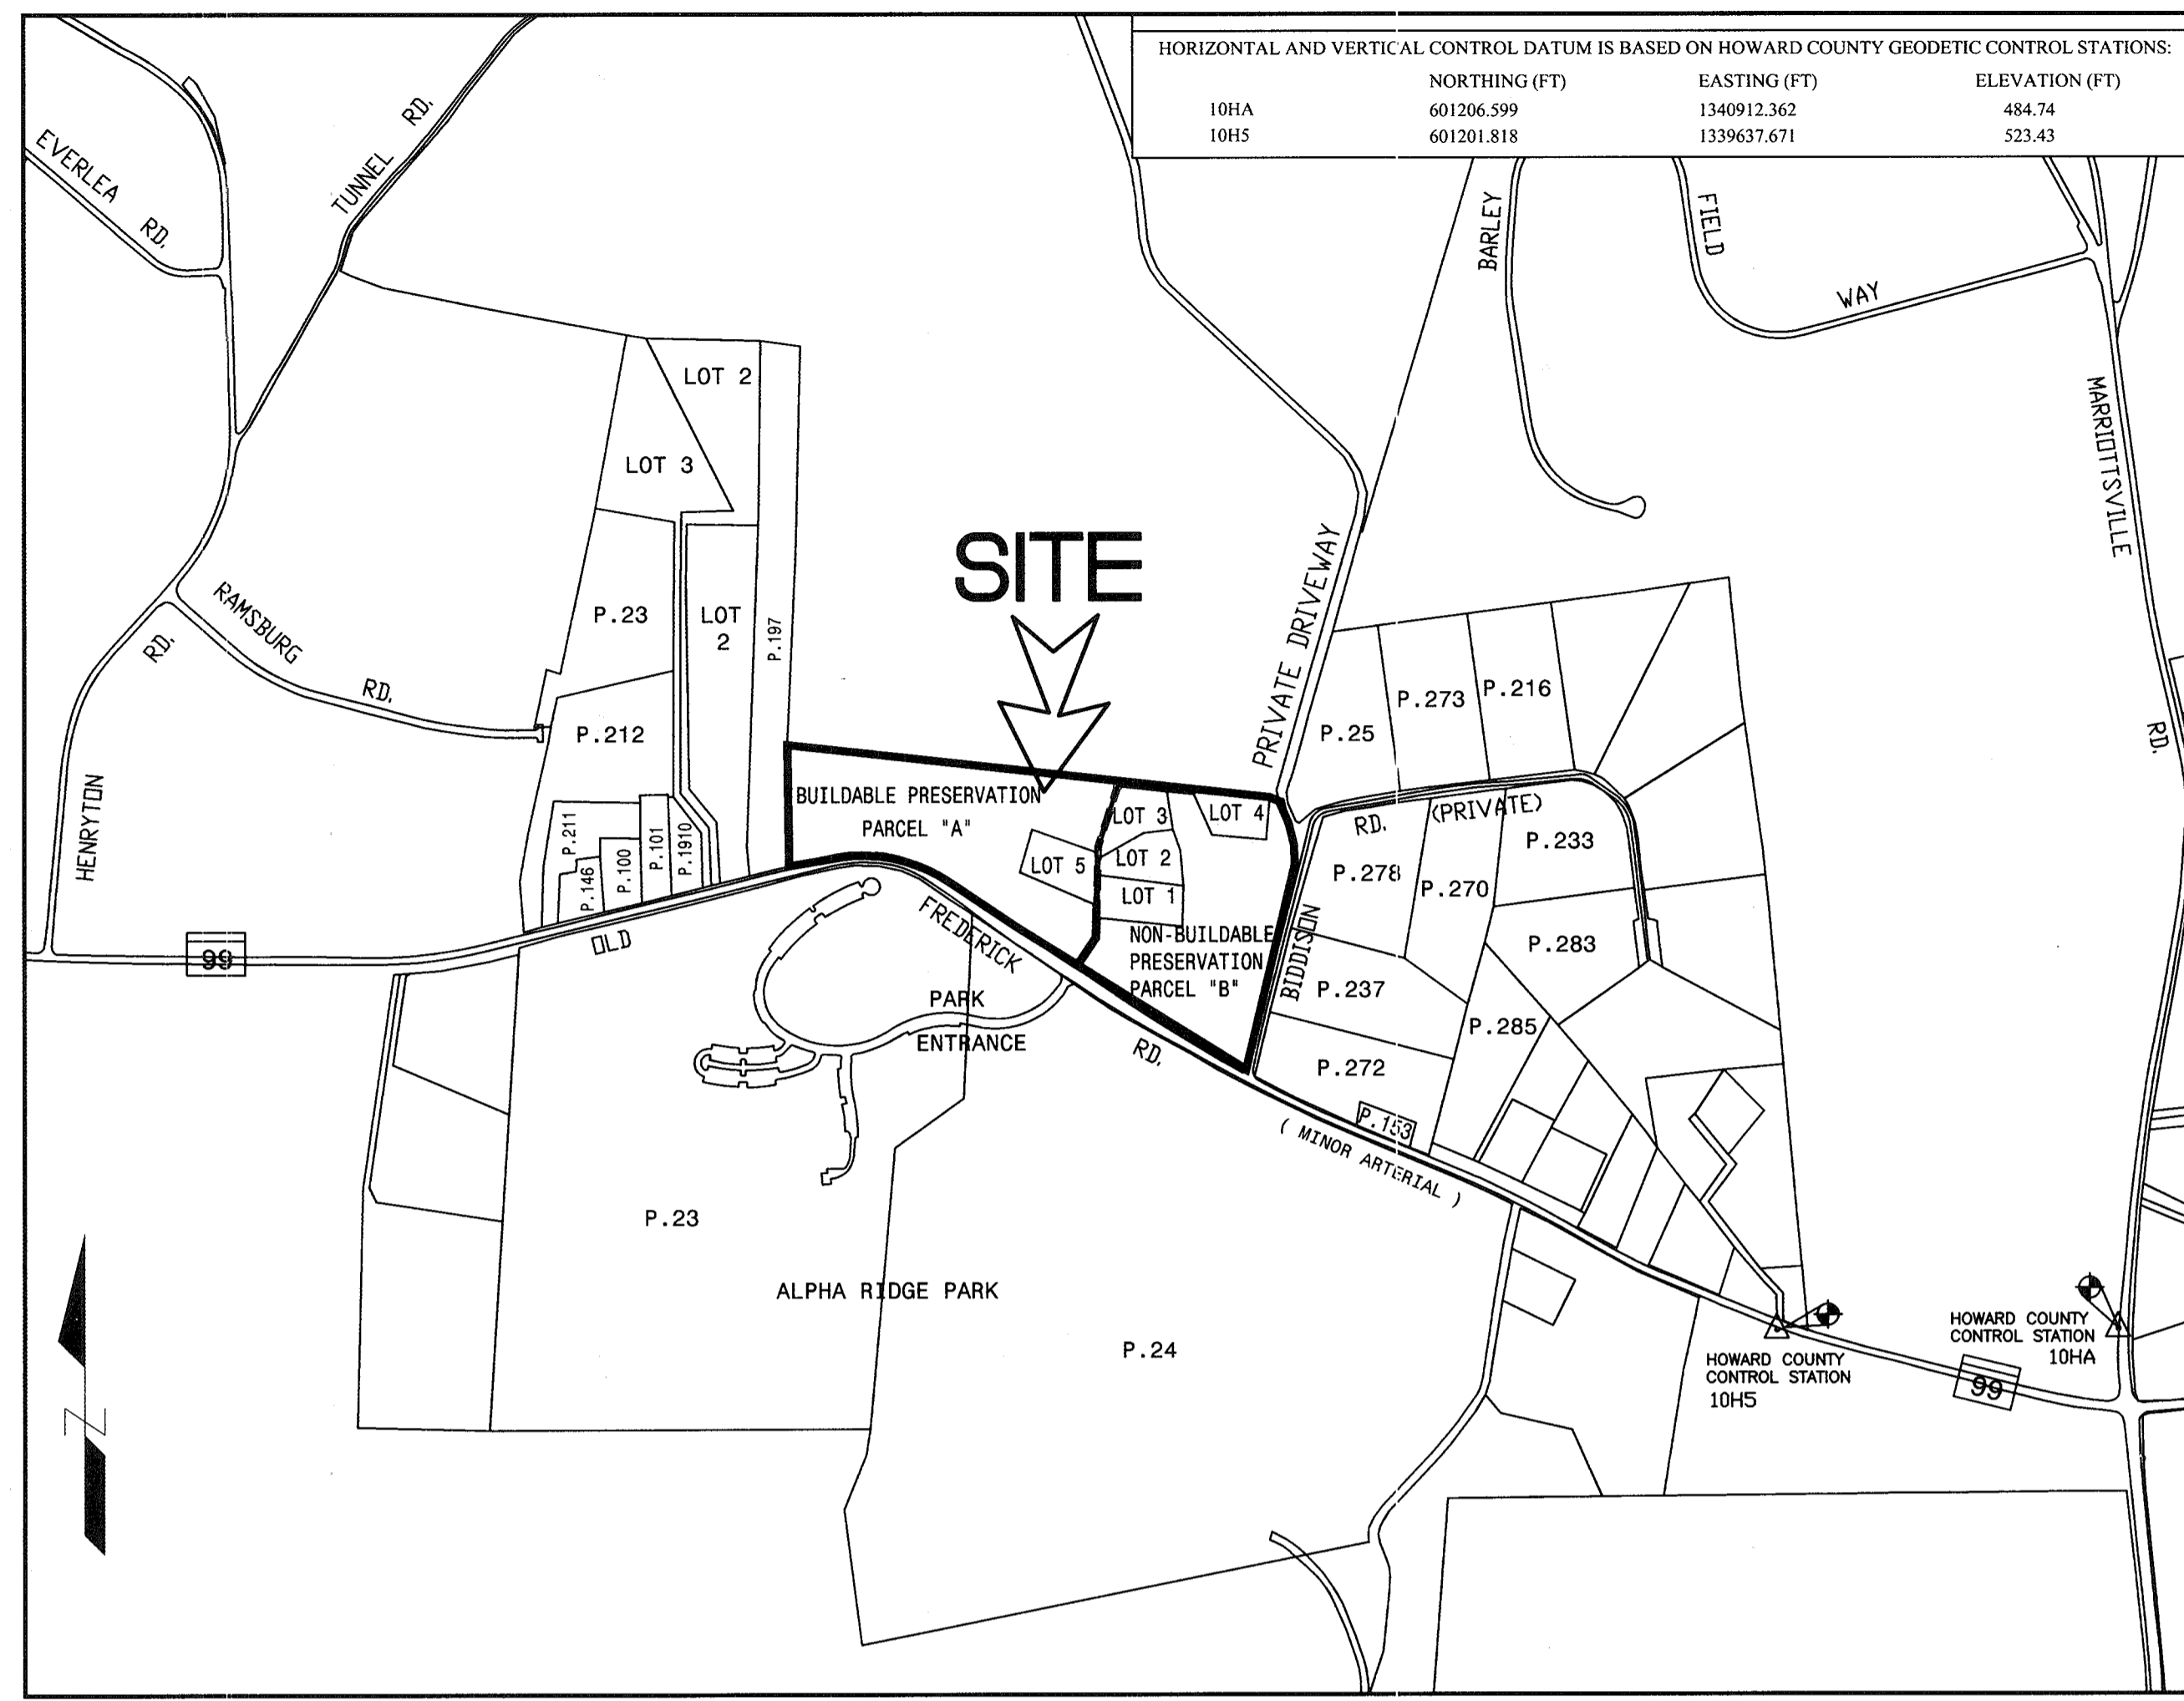 HORIZONTAL AND VERTICAL CONTROL DATUM IS BASED ON HOWARD COUNTY GEODETIC CONTROL STATIONS:
NORTHING (FT) EASTING (FT) ELEVATION (FT)
10HA 601206.599 1340912.362 484.74
10H5 601201.818 1339637.671 523.43
EVERLEA RD.
TUNNEL RD.
BARLEY
FIELD
WAY
MARRIOTTSVILLE
RD.
LOT 2
LOT 3
SITE
PRIVATE DRIVEWAY
RAMSBURG
RD.
RD.
HENRYTON
P.23
LOT
2
P.197
P.212
P.211
P.146
P.100
P.101
P.1910
P.25
P.273
P.216
BUILDABLE PRESERVATION
PARCEL "A"
LOT 3
LOT 4
LOT 5
LOT 2
LOT 1
NON-BUILDABLE
PRESERVATION
PARCEL "B"
BIDDISON
RD.
(PRIVATE)
P.278
P.270
P.233
P.283
P.237
P.285
P.272
P.153
99
OLD
FREDERICK
RD.
( MINOR ARTERIAL )
PARK
ENTRANCE
P.23
ALPHA RIDGE PARK
P.24
HOWARD COUNTY
CONTROL STATION
10H5
HOWARD COUNTY
CONTROL STATION
10HA
99
N